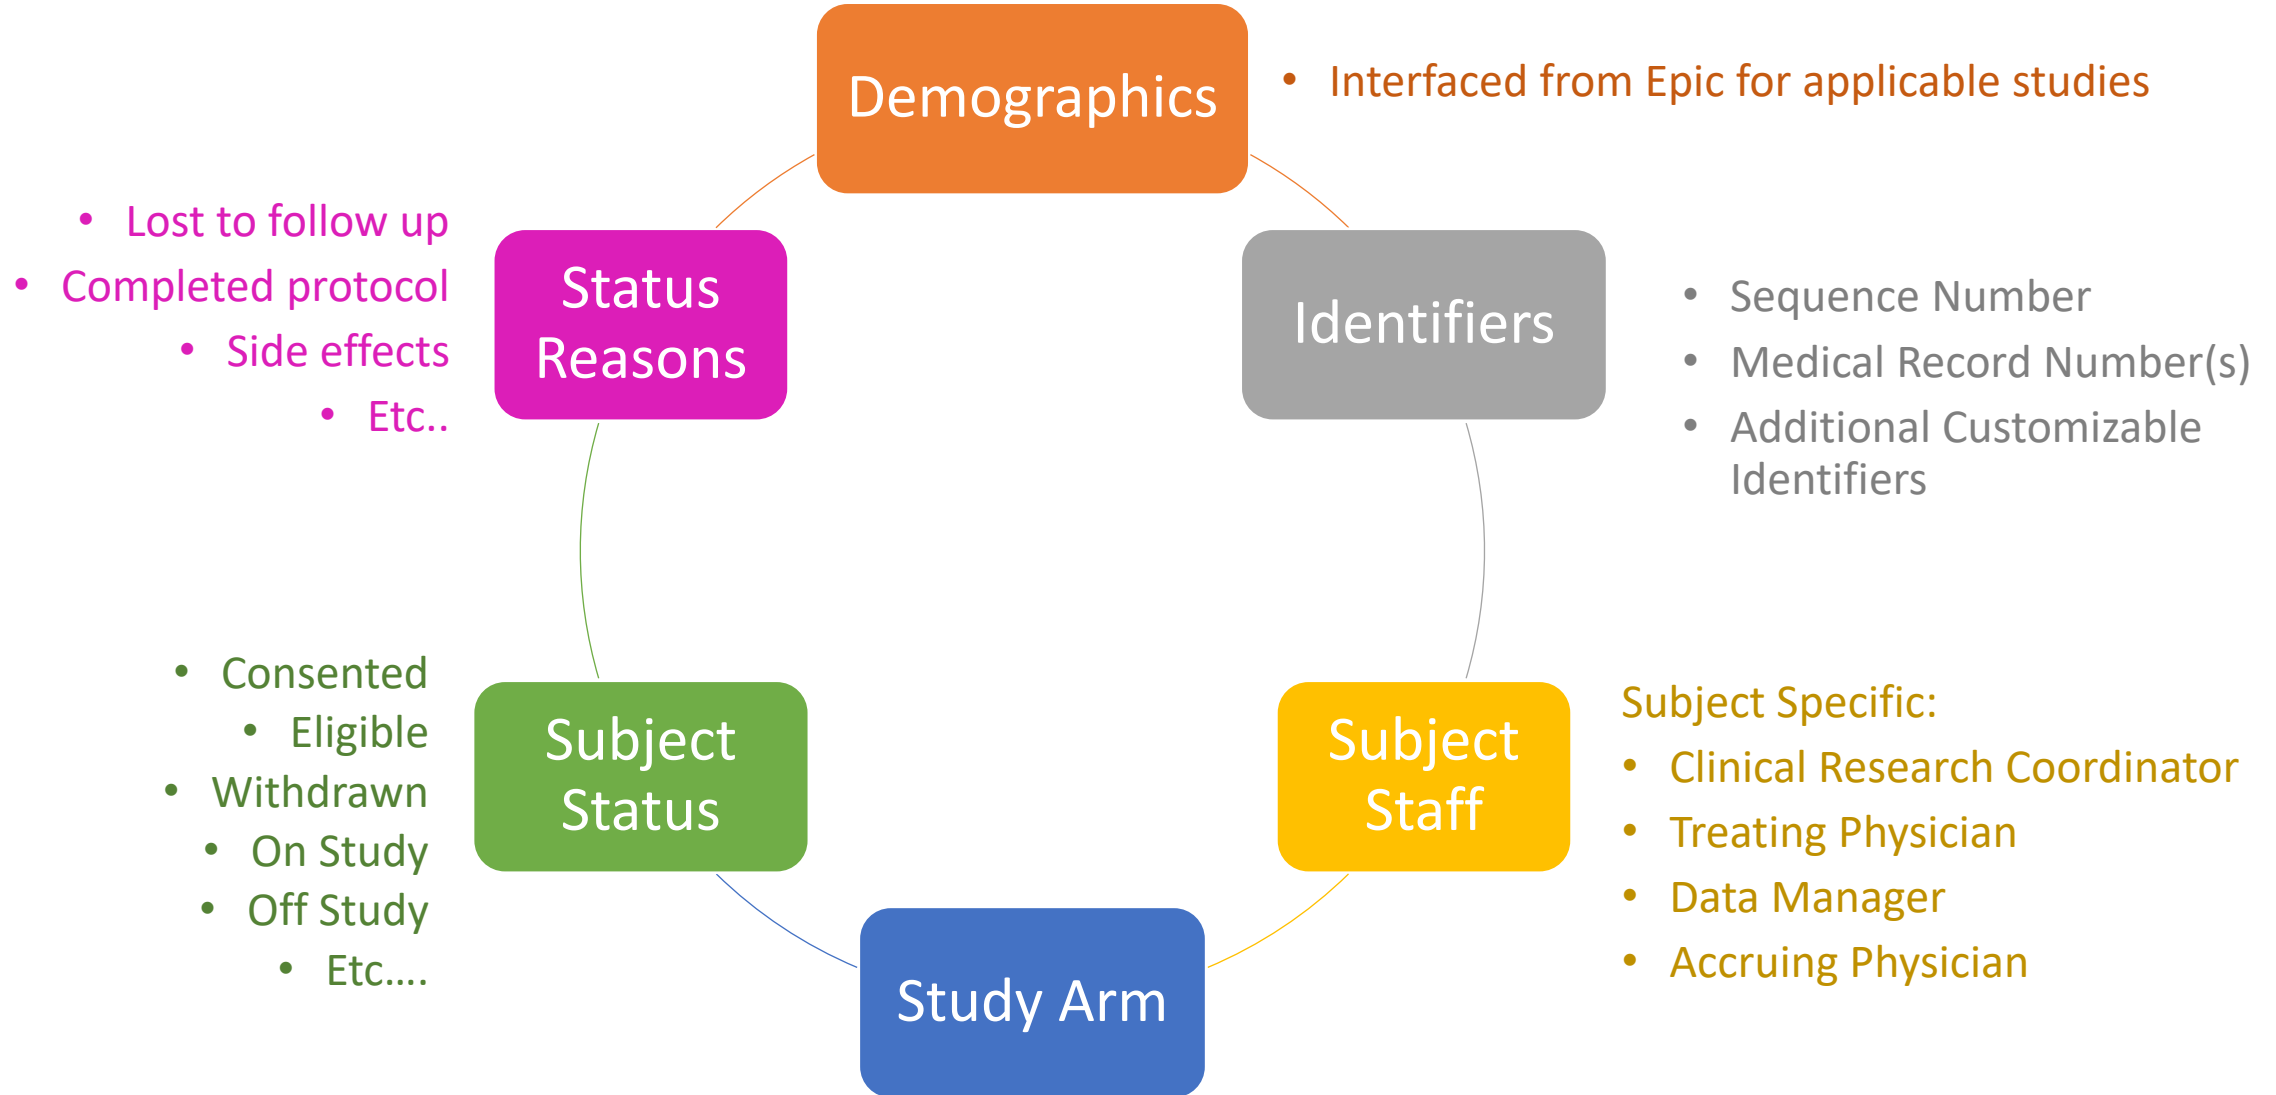 Demographics
• Interfaced from Epic for applicable studies
Identifiers
• Sequence Number
• Medical Record Number(s)
• Additional Customizable
Identifiers
Subject
Staff
Subject Specific:
• Clinical Research Coordinator
• Treating Physician
• Data Manager
• Accruing Physician
Study Arm
Subject
Status
• Consented
• Eligible
• Withdrawn
• On Study
• Off Study
• Etc....
Status
Reasons
• Lost to follow up
• Completed protocol
• Side effects
• Etc..